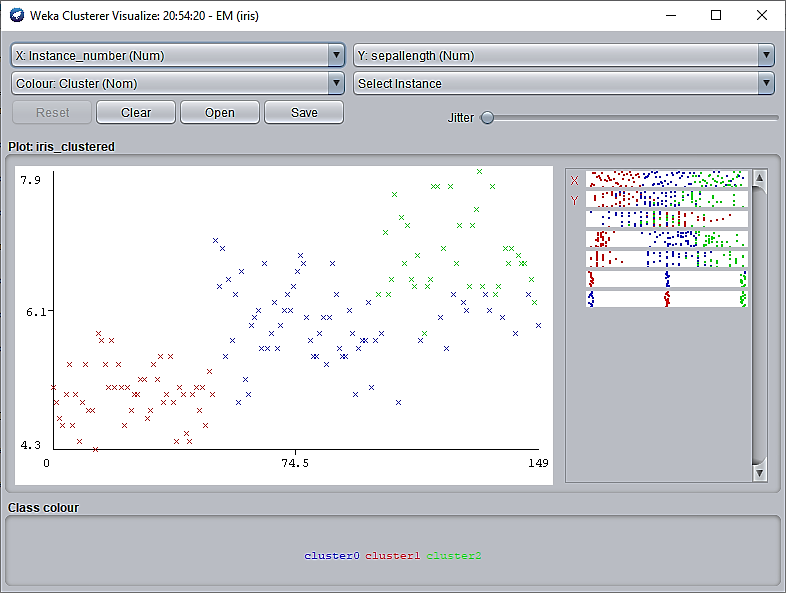 Weka Clusterer Visualize: 20:54:20 - EM (iris)
X: Instance_number (Num) Y: sepallength (Num)
Colour: Cluster (Nom) Select Instance
Reset Clear Open Save Jitter
Plot: iris_clustered
7.9
6.1
4.3
0 74.5 149
X
Y
Class colour
cluster0 cluster1 cluster2